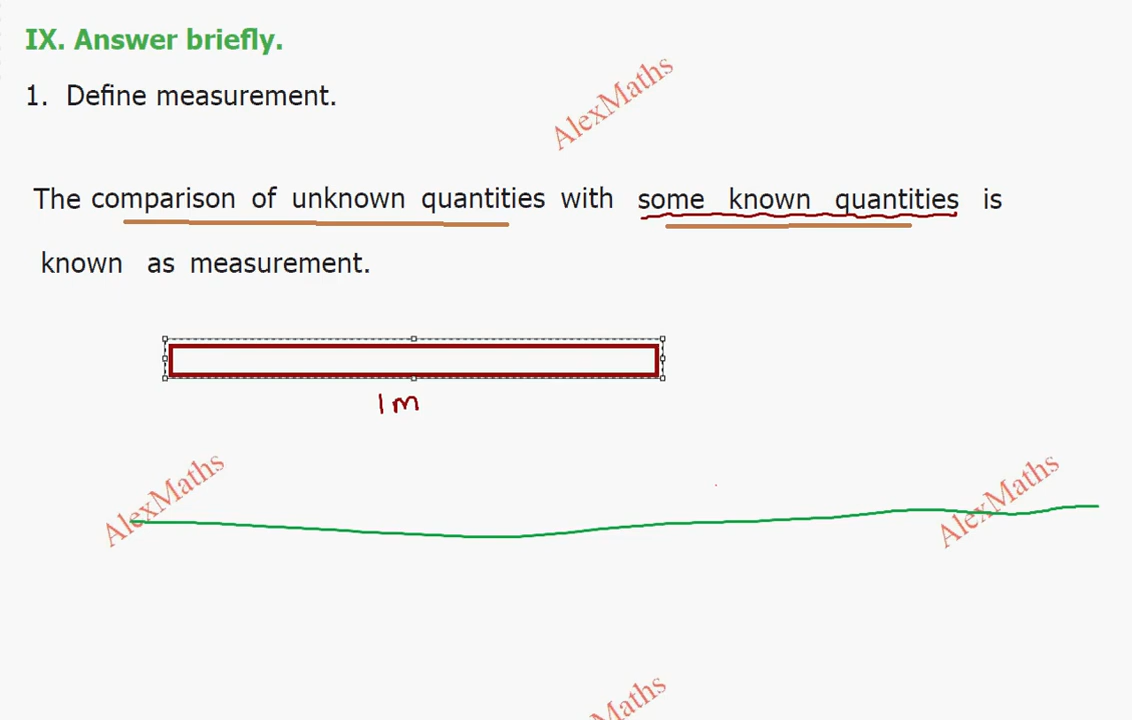 IX. Answer briefly.
AlexMaths
1. Define measurement.
The comparison of unknown quantities with some known quantities is
known as measurement.
1m
AlexMaths
AlexMaths
AlexMaths